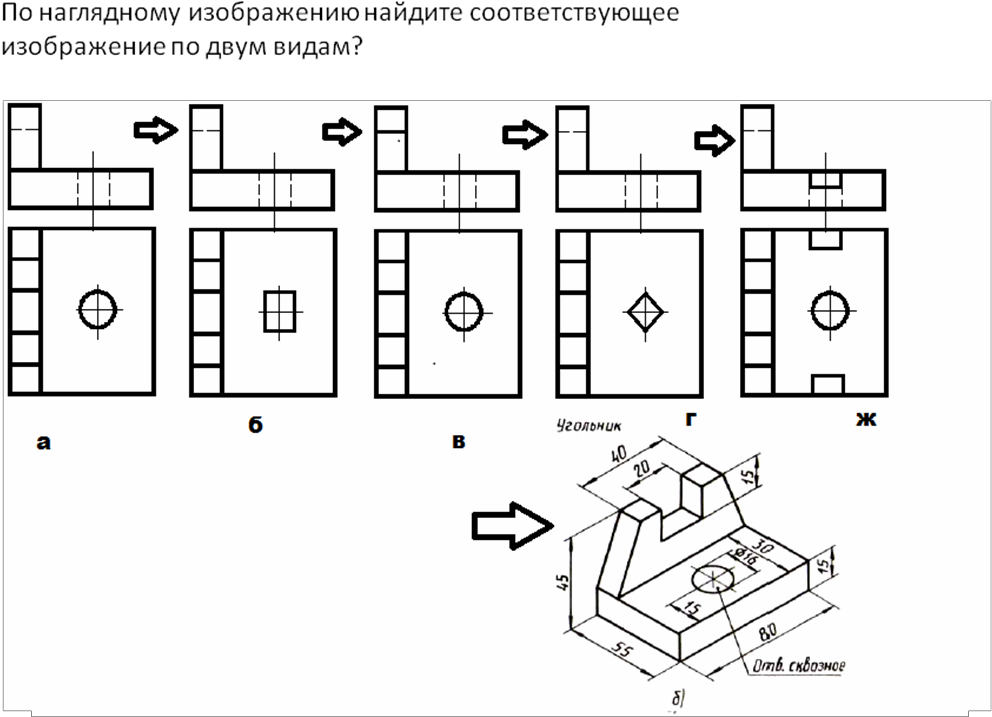 По наглядному изображению найдите соответствующее
изображение по двум видам?
а
б
в
г
ж
Угольник
40
20
15
45
30
Ø16
15
15
55
80
Отв. сквозное
б)